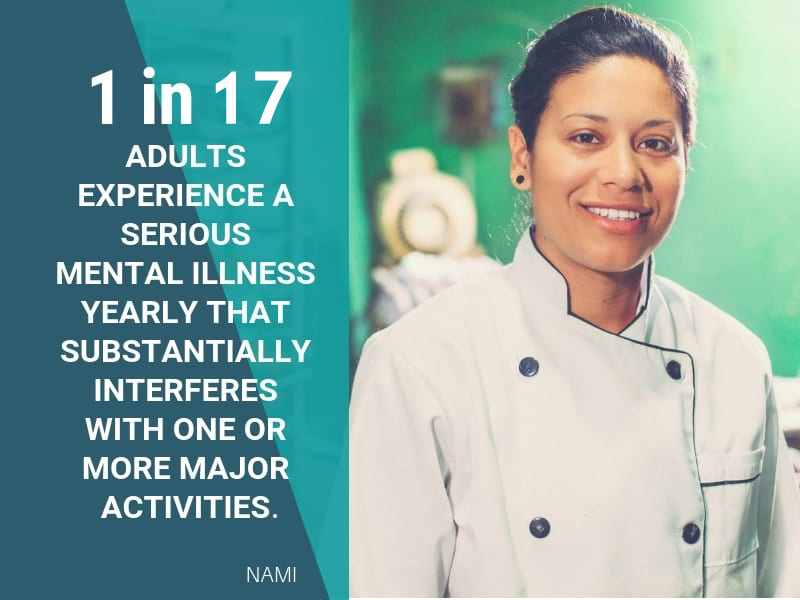 1 in 17
ADULTS
EXPERIENCE A
SERIOUS
MENTAL ILLNESS
YEARLY THAT
SUBSTANTIALLY
INTERFERES
WITH ONE OR
MORE MAJOR
ACTIVITIES.
NAMI